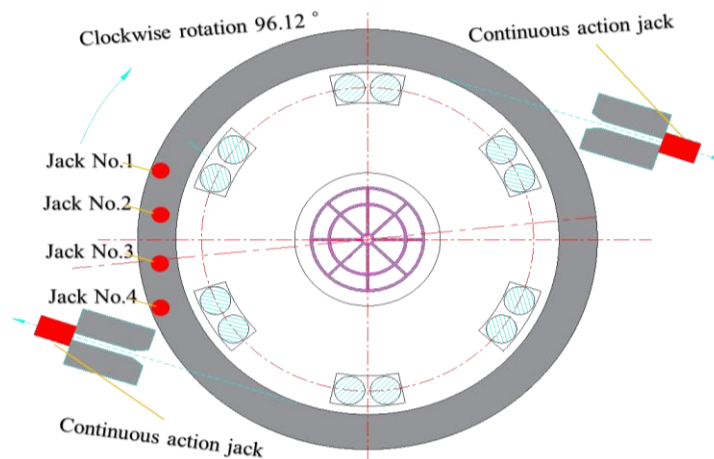 Clockwise rotation 96.12 °
Continuous action jack
Jack No.1
Jack No.2
Jack No.3
Jack No.4
Continuous action jack